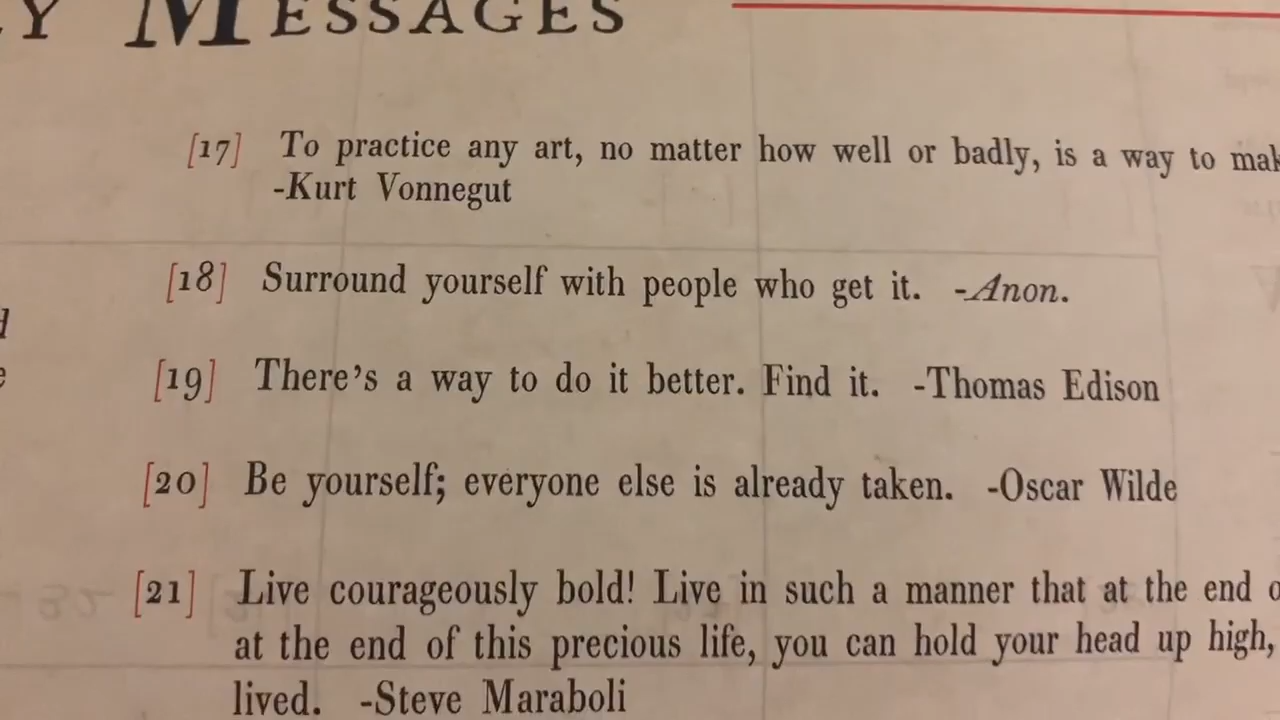 Y MESSAGES
[17] To practice any art, no matter how well or badly, is a way to
-Kurt Vonnegut
[18] Surround yourself with people who get it. -Anon.
[19] There's a way to do it better. Find it. -Thomas Edison
[20] Be yourself; everyone else is already taken. -Oscar Wilde
[21] Live courageously bold! Live in such a manner that at the end
at the end of this precious life, you can hold your head up high,
lived. -Steve Maraboli